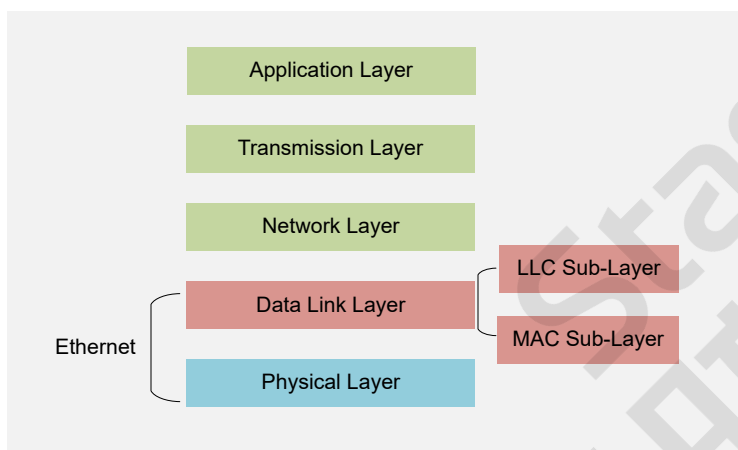 Application Layer
Transmission Layer
Network Layer
LLC Sub-Layer
Data Link Layer
MAC Sub-Layer
Ethernet
Physical Layer